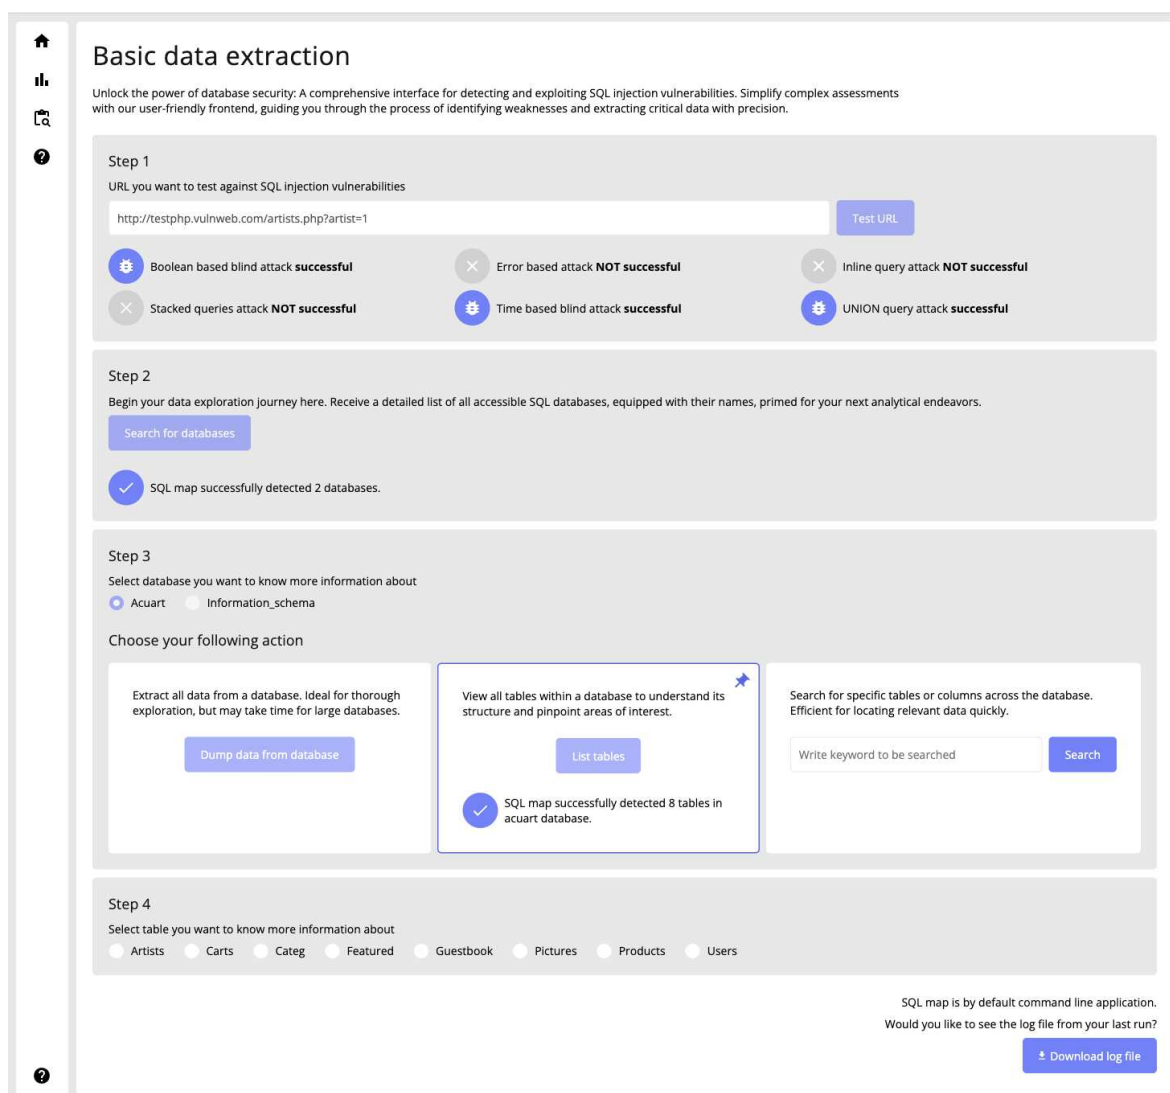 Basic data extraction
Unlock the power of database security: A comprehensive interface for detecting and exploiting SQL injection vulnerabilities. Simplify complex assessments
with our user-friendly frontend, guiding you through the process of identifying weaknesses and extracting critical data with precision.
Step 1
URL you want to test against SQL injection vulnerabilities
http://testphp.vulnweb.com/artists.php?artist=1
Test URL
Boolean based blind attack successful
Error based attack NOT successful
Inline query attack NOT successful
Stacked queries attack NOT successful
Time based blind attack successful
UNION query attack successful
Step 2
Begin your data exploration journey here. Receive a detailed list of all accessible SQL databases, equipped with their names, primed for your next analytical endeavors.
Search for databases
SQL map successfully detected 2 databases.
Step 3
Select database you want to know more information about
Acuart
Information_schema
Choose your following action
Extract all data from a database. Ideal for thorough
exploration, but may take time for large databases.
Dump data from database
View all tables within a database to understand its
structure and pinpoint areas of interest.
List tables
SQL map successfully detected 8 tables in
acuart database.
Search for specific tables or columns across the database.
Efficient for locating relevant data quickly.
Write keyword to be searched
Search
Step 4
Select table you want to know more information about
Artists
Carts
Categ
Featured
Guestbook
Pictures
Products
Users
SQL map is by default command line application.
Would you like to see the log file from your last run?
Download log file